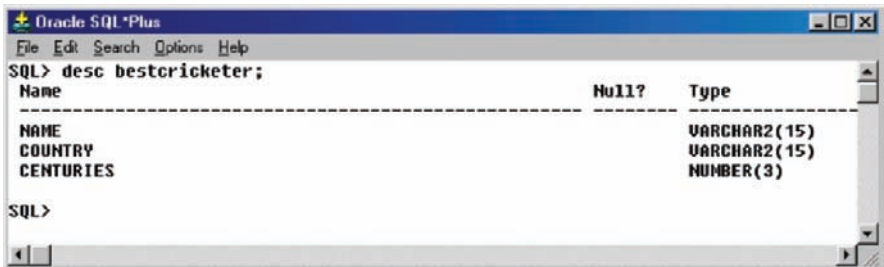 Oracle SQL*Plus
File Edit Search Options Help
SQL> desc bestcricketer;
Name Null? Type
----------------------------------------------------- -------- ----------------
NAME VARCHAR2(15)
COUNTRY VARCHAR2(15)
CENTURIES NUMBER(3)
SQL>